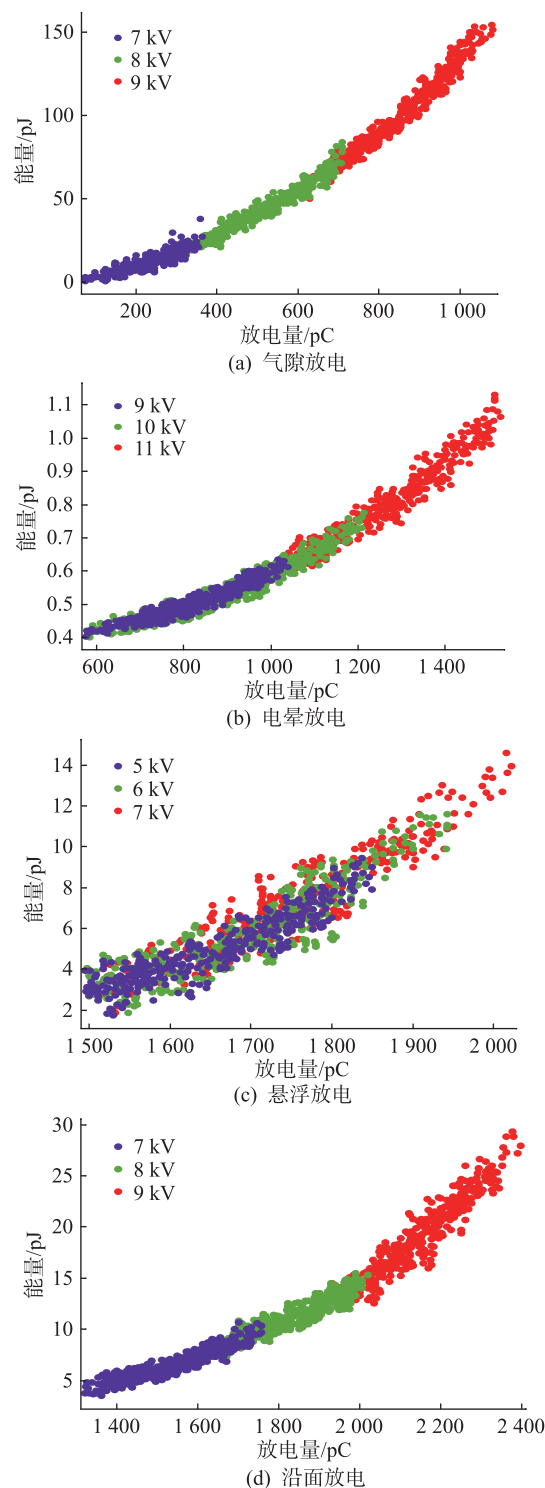 7 kV
8 kV
9 kV
能量/pJ
150
100
50
0
200 400 600 800 1 000
放电量/pC
(a) 气隙放电
9 kV
10 kV
11 kV
能量/pJ
1.1
1.0
0.9
0.8
0.7
0.6
0.5
0.4
600 800 1 000 1 200 1 400
放电量/pC
(b) 电晕放电
5 kV
6 kV
7 kV
能量/pJ
14
12
10
8
6
4
2
1 500 1 600 1 700 1 800 1 900 2 000
放电量/pC
(c) 悬浮放电
7 kV
8 kV
9 kV
能量/pJ
30
25
20
15
10
5
1 400 1 600 1 800 2 000 2 200 2 400
放电量/pC
(d) 沿面放电